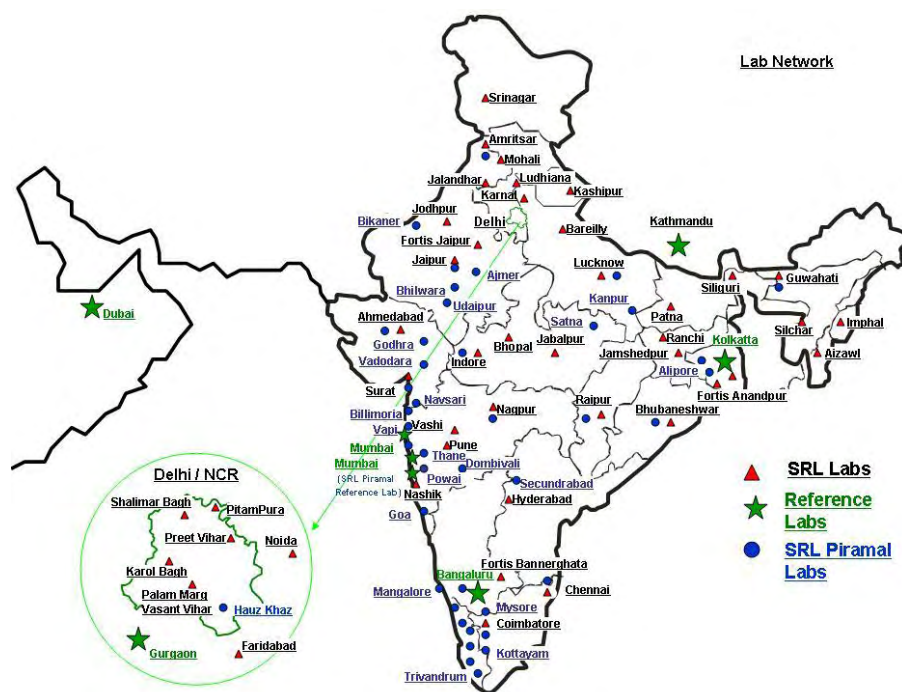 Lab Network
Srinagar
Amritsar
Mohali
Jalandhar
Ludhiana
Karnal
Kashipur
Jodhpur
Bikaner
Delhi
Fortis Jaipur
Bareilly
Kathmandu
Jaipur
Ajmer
Lucknow
Siliguri
Guwahati
Bhilwara
Kanpur
Dubai
Udaipur
Patna
Ahmedabad
Satna
Silchar
Imphal
Godhra
Bhopal
Jabalpur
Ranchi
Kolkatta
Vadodara
Indore
Jamshedpur
Aizawl
Alipore
Surat
Fortis Anandpur
Navsari
Billimoria
Nagpur
Raipur
Bhubaneshwar
Vapi
Vashi
Mumbai
Pune
Thane
Mumbai
(SRL Piramal
Reference Lab)
Powai
Dombivali
Nashik
Secundrabad
Hyderabad
Goa
Fortis Bannerghata
Bangaluru
Chennai
Mangalore
Mysore
Coimbatore
Kottayam
Trivandrum
Delhi / NCR
Shalimar Bagh
PitamPura
Preet Vihar
Noida
Karol Bagh
Palam Marg
Vasant Vihar
Hauz Khaz
Gurgaon
Faridabad
SRL Labs
Reference
Labs
SRL Piramal
Labs